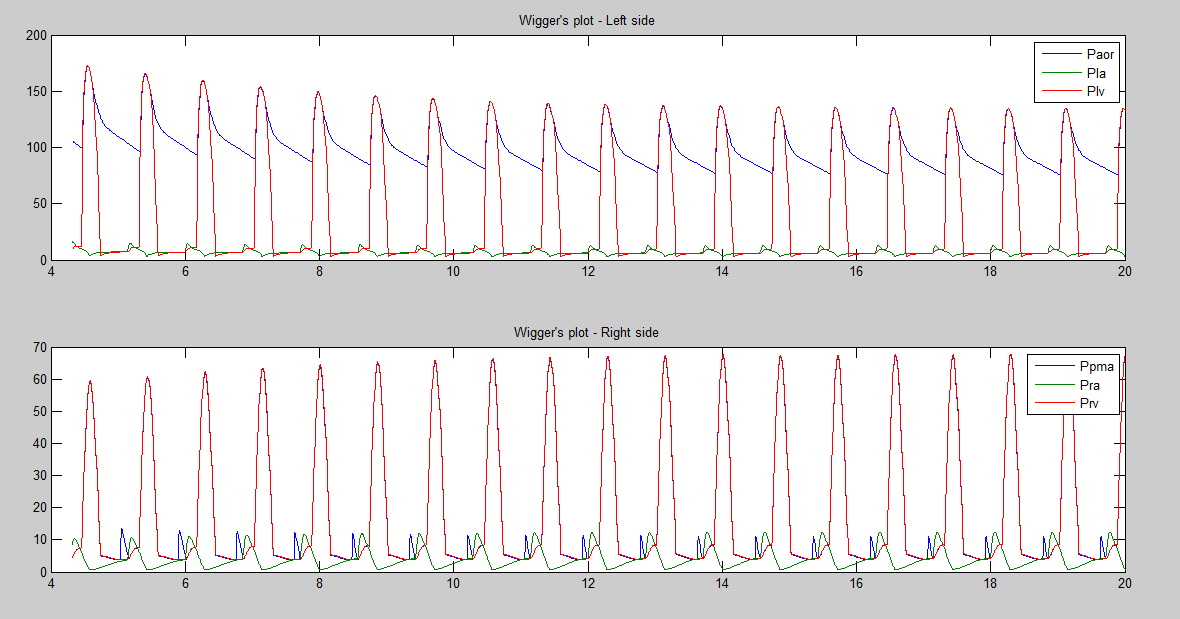 Wigger's plot - Left side
200
150
100
50
0
4 6 8 10 12 14 16 18 20
Paor
Pla
Plv
Wigger's plot - Right side
70
60
50
40
30
20
10
0
4 6 8 10 12 14 16 18 20
Ppma
Pra
Prv